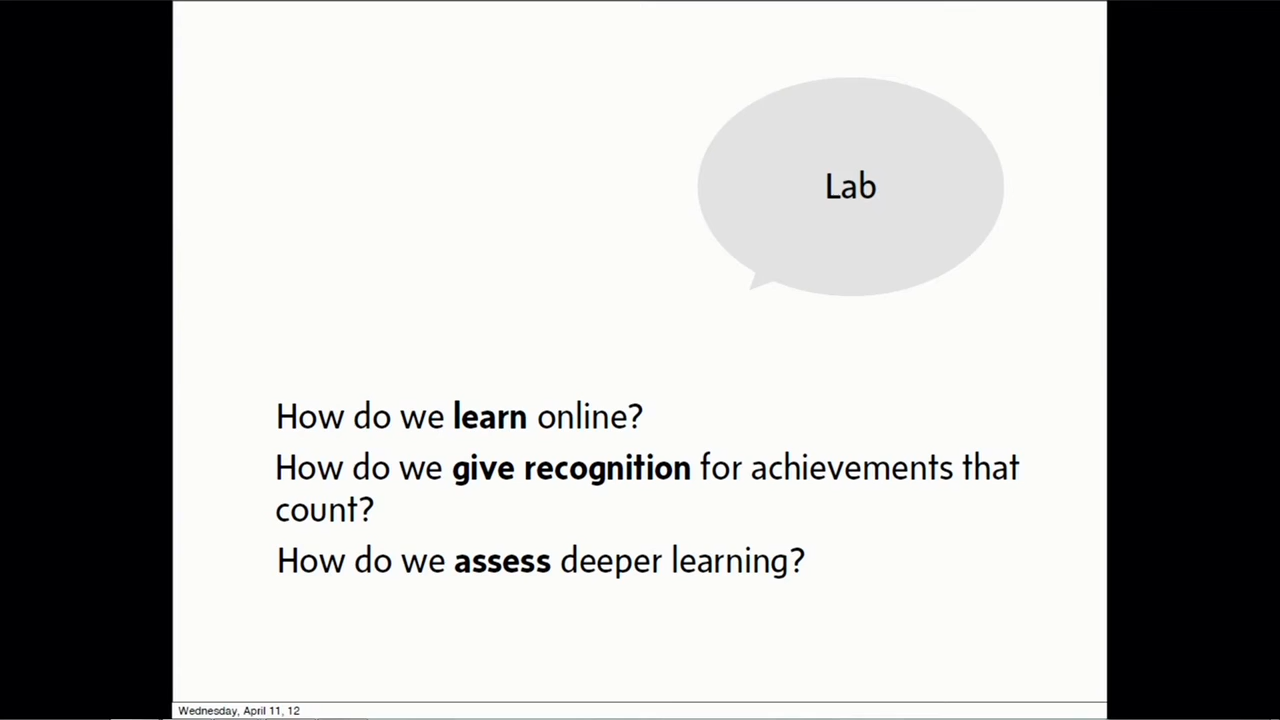 Lab
How do we learn online?
How do we give recognition for achievements that
count?
How do we assess deeper learning?
Wednesday, April 11, 12